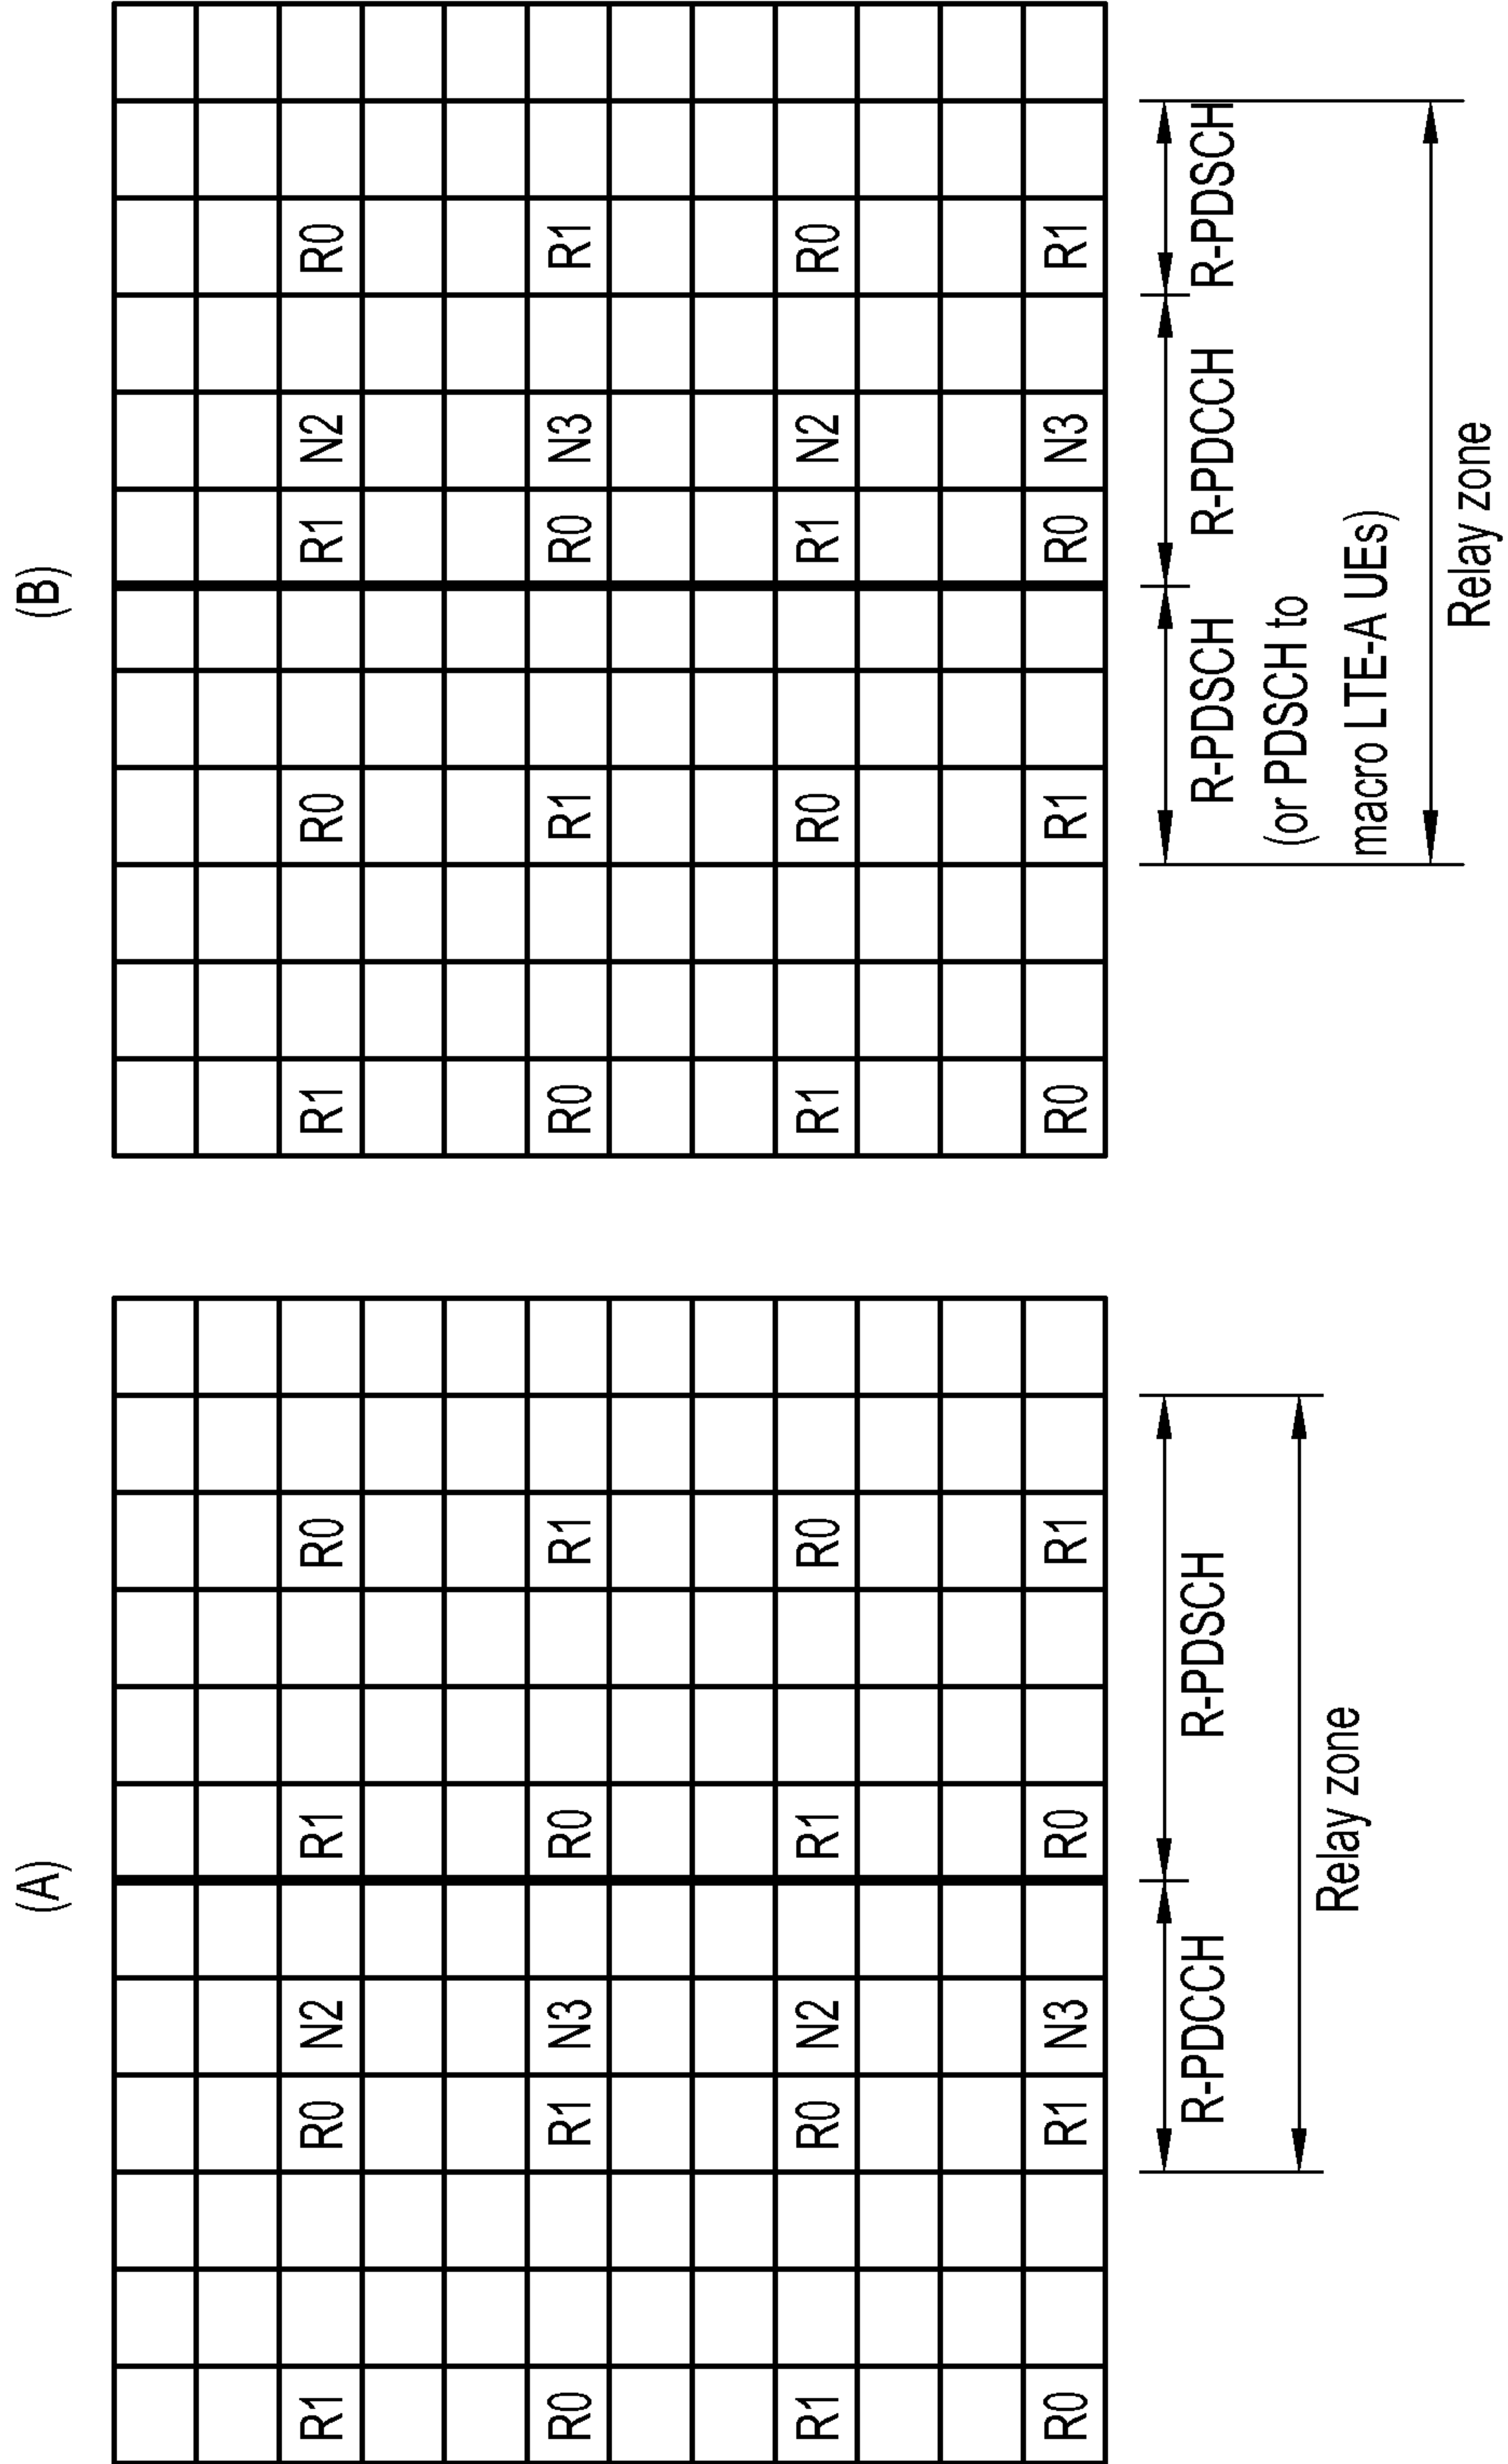 (A)
R1 R0 N2 R1 R0
R0 R1 N3 R0 R1
R1 R0 N2 R1 R0
R0 R1 N3 R0 R1
R-PDCCH R-PDSCH
Relay zone
(B)
R1 R0 R1 N2 R0
R0 R1 R0 N3 R1
R1 R0 R1 N2 R0
R0 R1 R0 N3 R1
R-PDSCH R-PDCCH R-PDSCH
(or PDSCH to
macro LTE-A UEs)
Relay zone